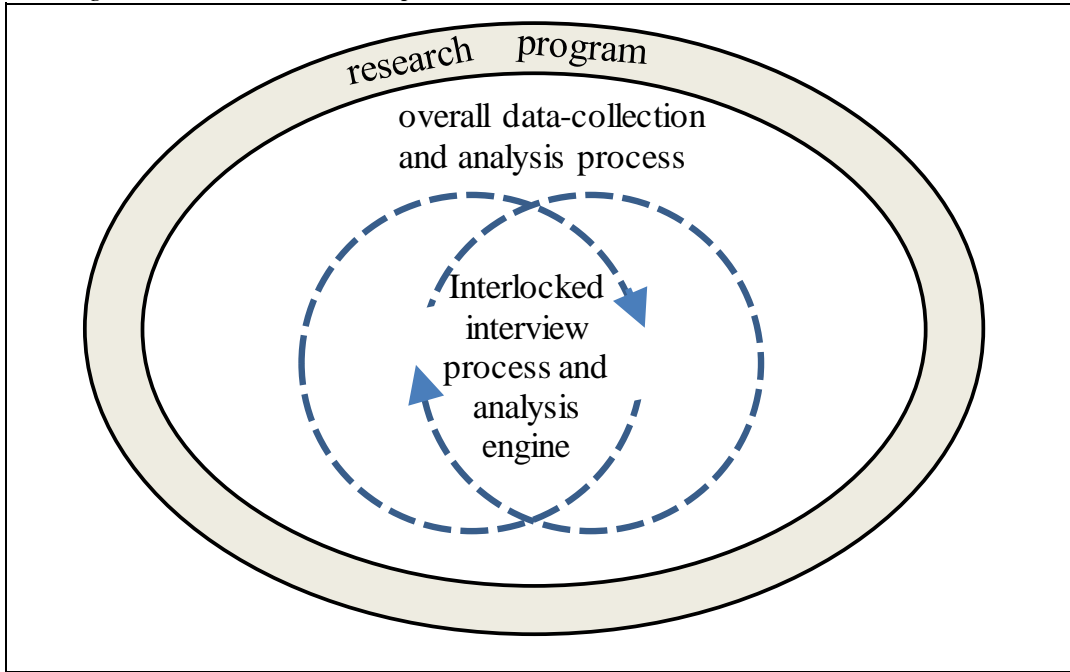 research program
overall data-collection
and analysis process
Interlocked
interview
process and
analysis
engine